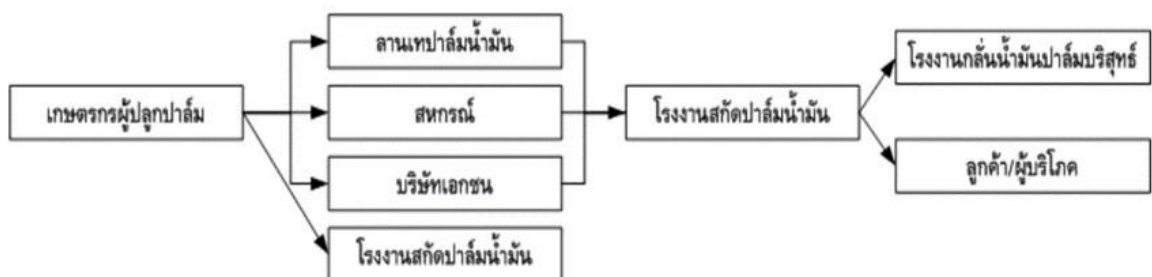 เกษตรกรผู้ปลูกปาล์ม
ลานเทปาล์มน้ำมัน
สหกรณ์
บริษัทเอกชน
โรงงานสกัดปาล์มน้ำมัน
โรงงานสกัดปาล์มน้ำมัน
โรงงานกลั่นน้ำมันปาล์มบริสุทธ์
ลูกค้า/ผู้บริโภค